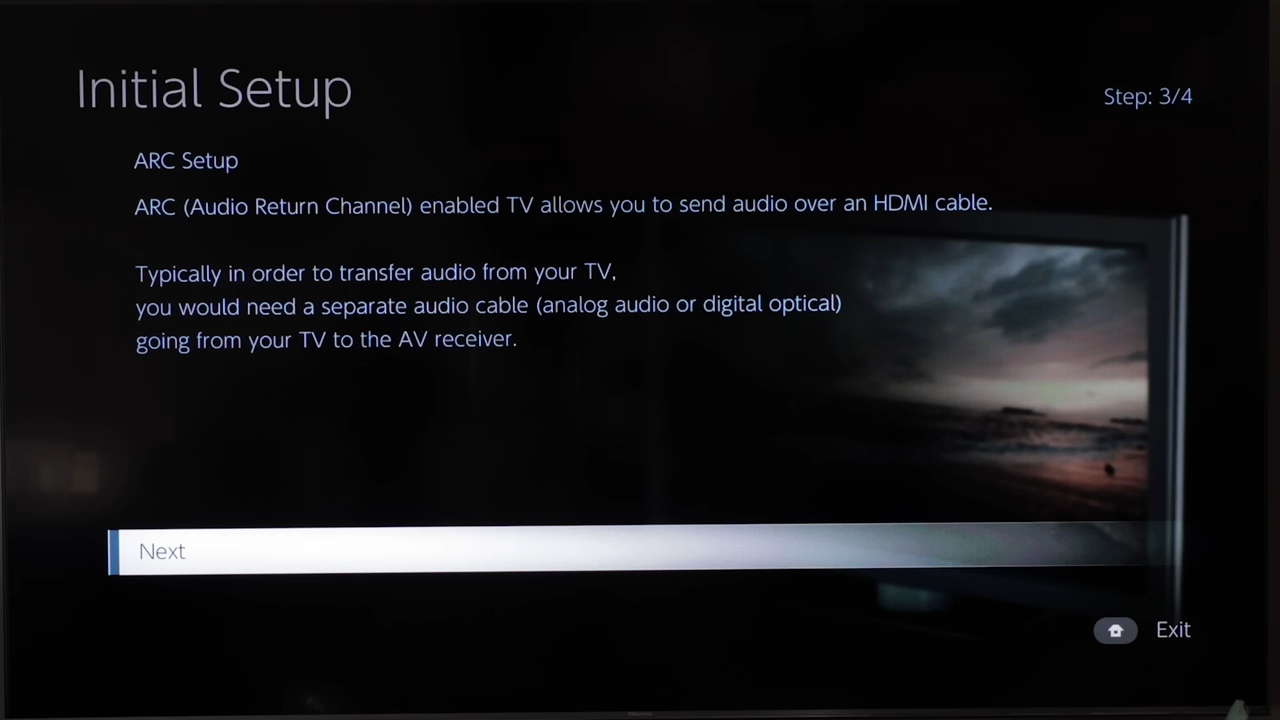 Initial Setup
Step: 3/4
ARC Setup
ARC (Audio Return Channel) enabled TV allows you to send audio over an HDMI cable.
Typically in order to transfer audio from your TV,
you would need a separate audio cable (analog audio or digital optical)
going from your TV to the AV receiver.
Next
Exit